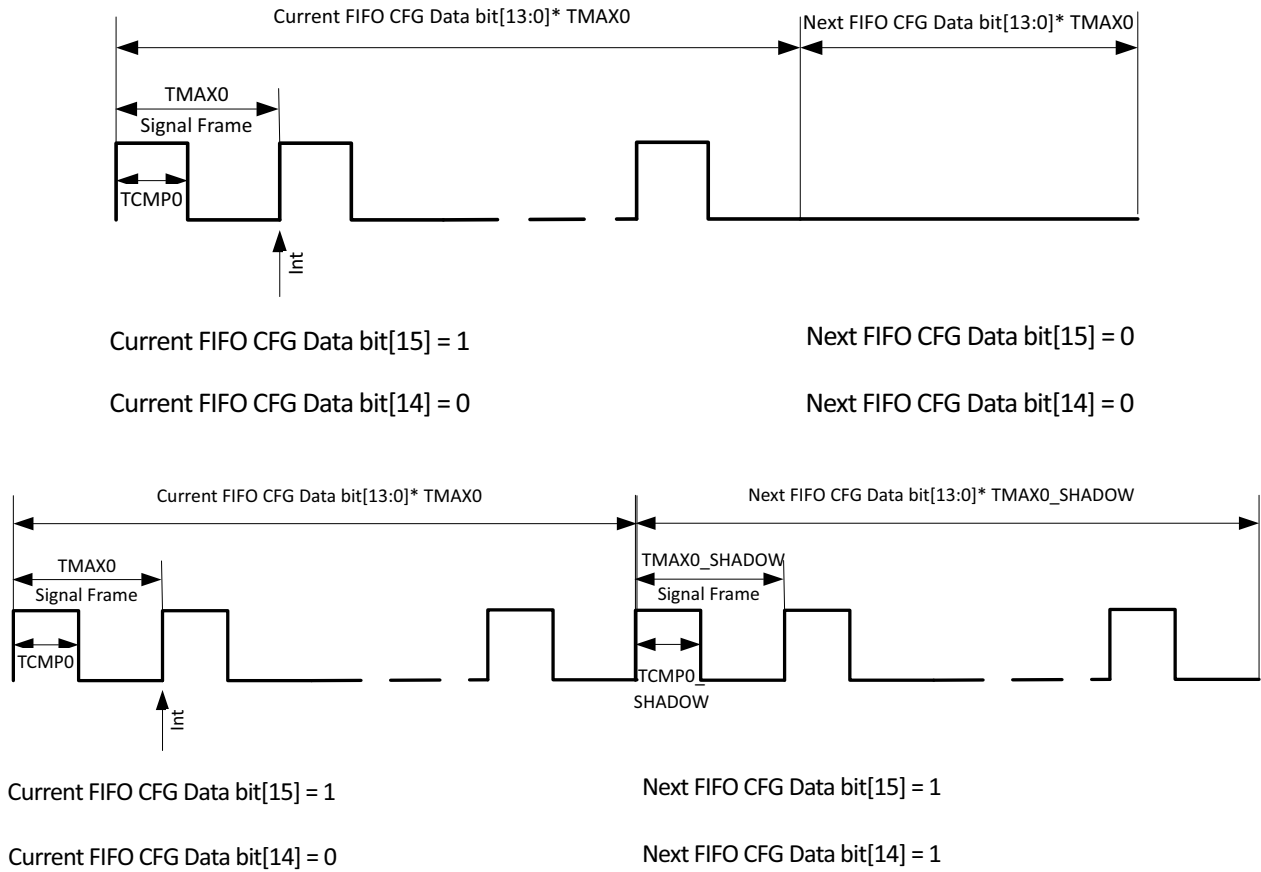 Current FIFO CFG Data bit[13:0]* TMAX0
Next FIFO CFG Data bit[13:0]* TMAX0
TMAX0
Signal Frame
TCMP0
Int
Current FIFO CFG Data bit[15] = 1
Next FIFO CFG Data bit[15] = 0
Current FIFO CFG Data bit[14] = 0
Next FIFO CFG Data bit[14] = 0
Current FIFO CFG Data bit[13:0]* TMAX0
Next FIFO CFG Data bit[13:0]* TMAX0_SHADOW
TMAX0
Signal Frame
TMAX0_SHADOW
Signal Frame
TCMP0
TCMP0_
SHADOW
Int
Current FIFO CFG Data bit[15] = 1
Next FIFO CFG Data bit[15] = 1
Current FIFO CFG Data bit[14] = 0
Next FIFO CFG Data bit[14] = 1